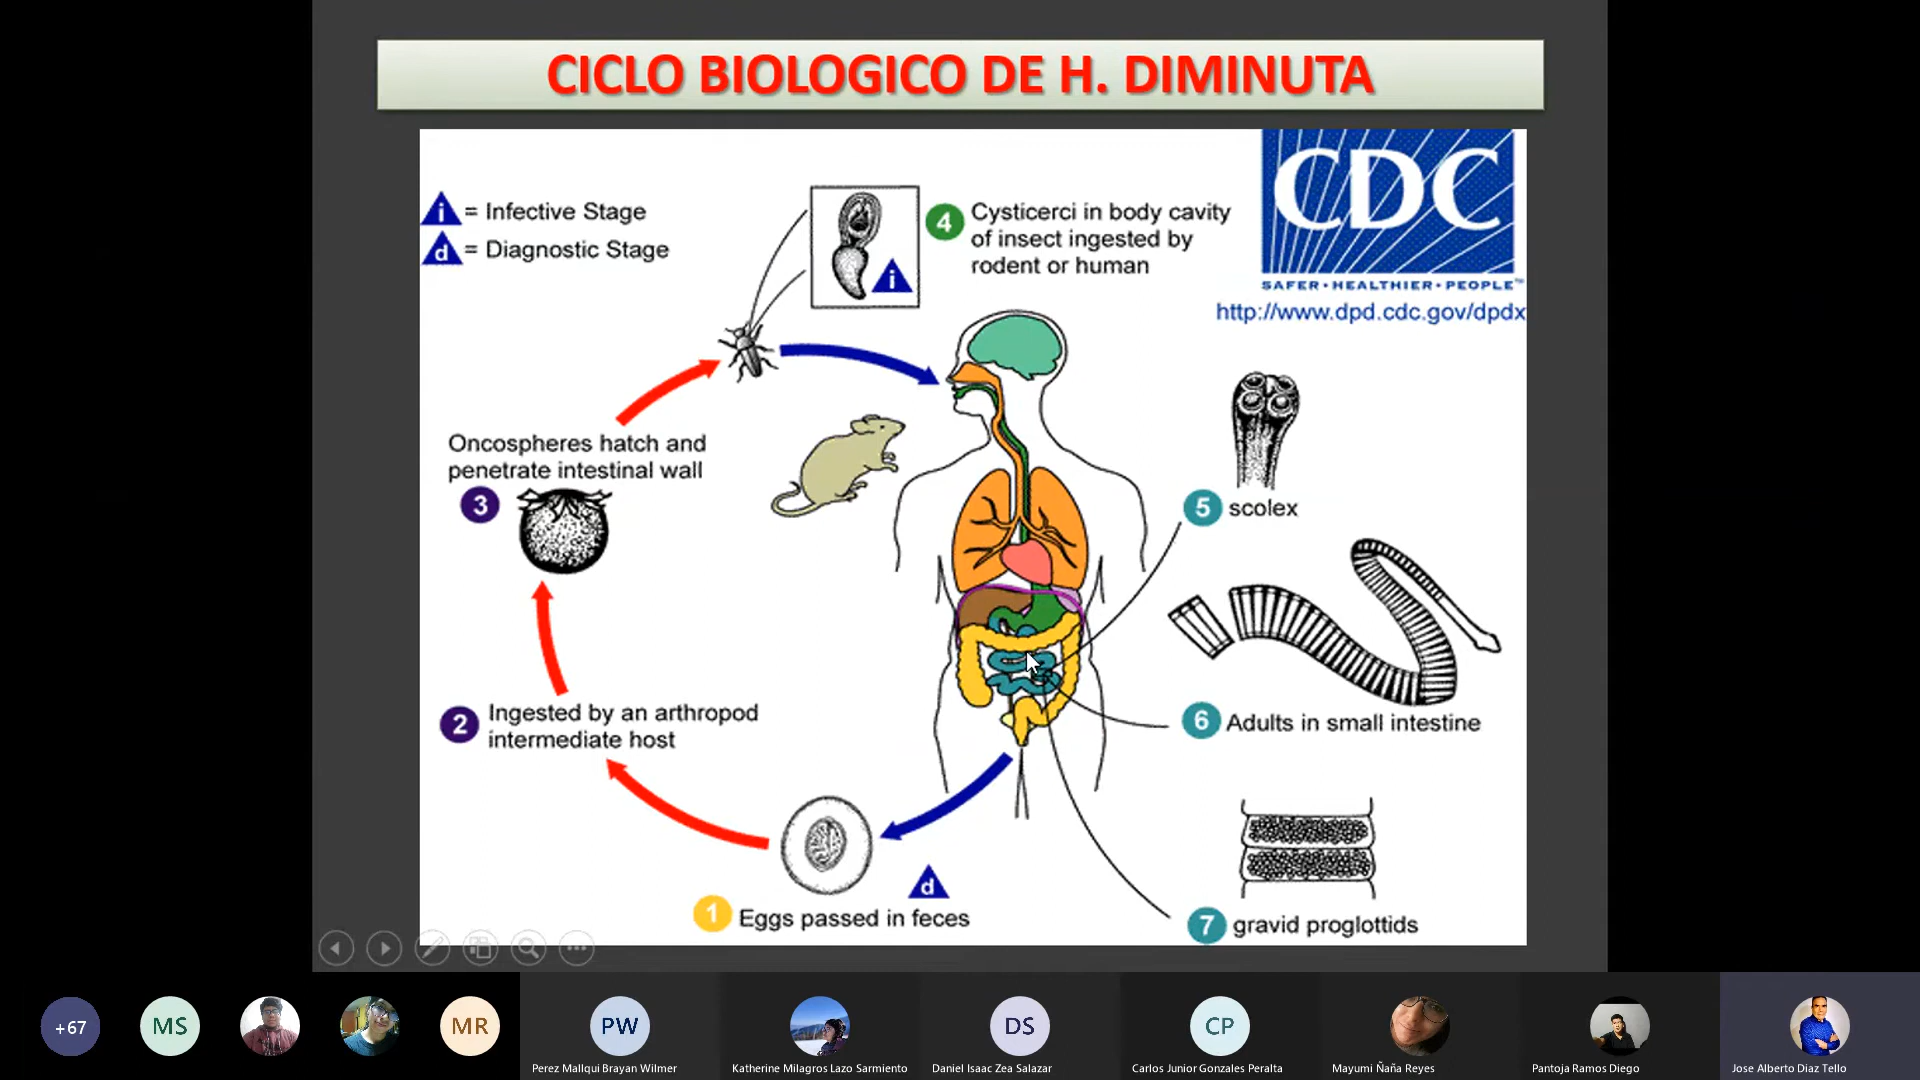 CICLO BIOLOGICO DE H. DIMINUTA
CDC
SAFER • HEALTHIER • PEOPLE™
http://www.dpd.cdc.gov/dpdx
i = Infective Stage
d = Diagnostic Stage
i
4 Cysticerci in body cavity
of insect ingested by
rodent or human
Oncospheres hatch and
penetrate intestinal wall
3
5 scolex
2 Ingested by an arthropod
intermediate host
6 Adults in small intestine
d
1 Eggs passed in feces
7 gravid proglottids
+67
MS
MR
PW
DS
CP
Perez Mallqui Brayan Wilmer
Katherine Milagros Lazo Sarmiento
Daniel Isaac Zea Salazar
Carlos Junior Gonzales Peralta
Mayumi Ñaña Reyes
Pantoja Ramos Diego
Jose Alberto Diaz Tello